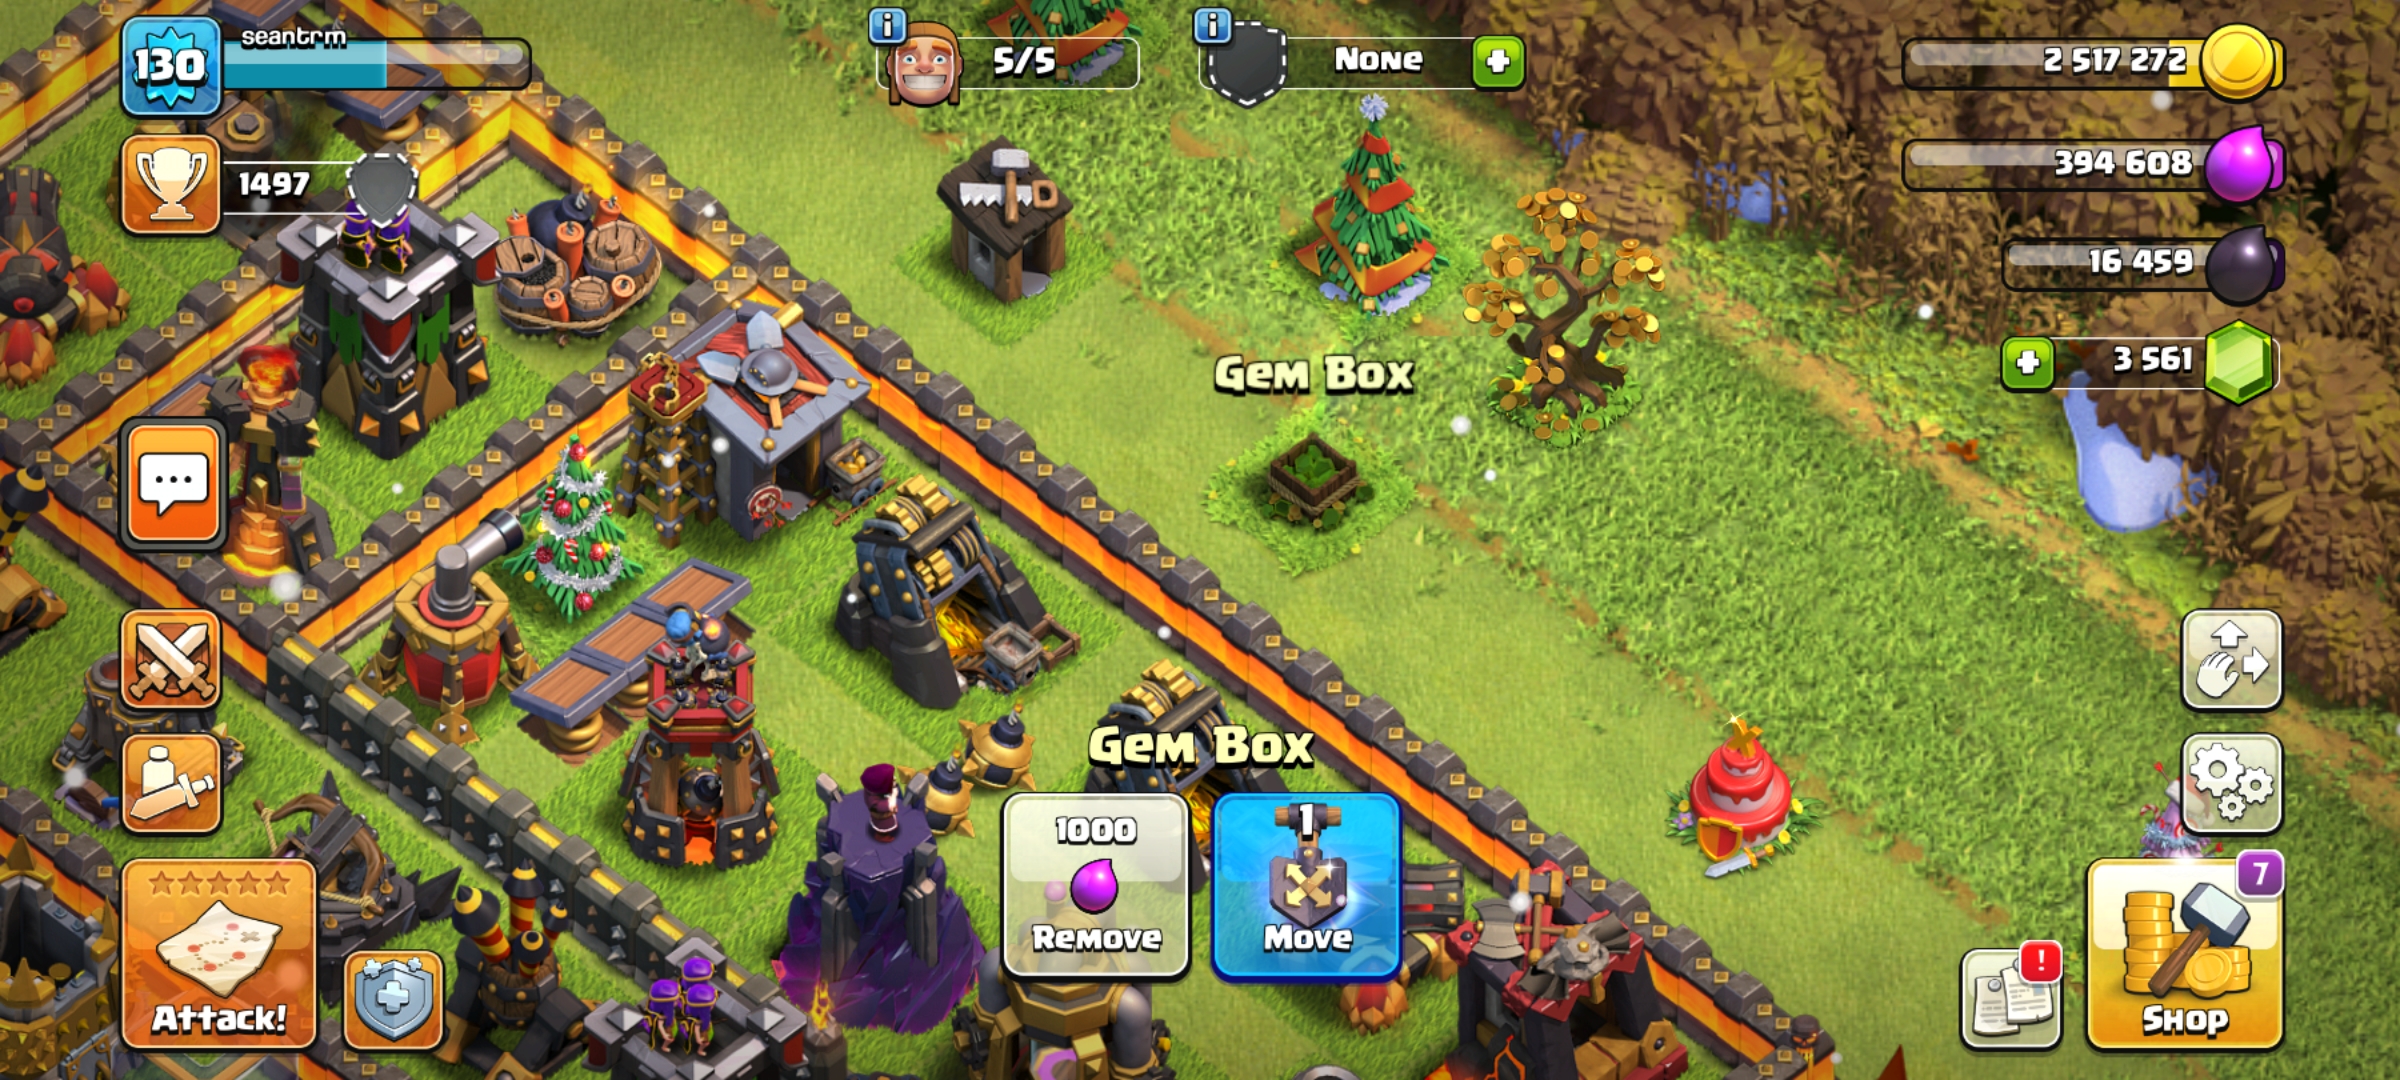 130
seantrm
5/5
None
2 517 272
1497
394 608
16 459
3 561
Gem Box
Gem Box
1000
Remove
1
Move
7
Attack!
!
Shop